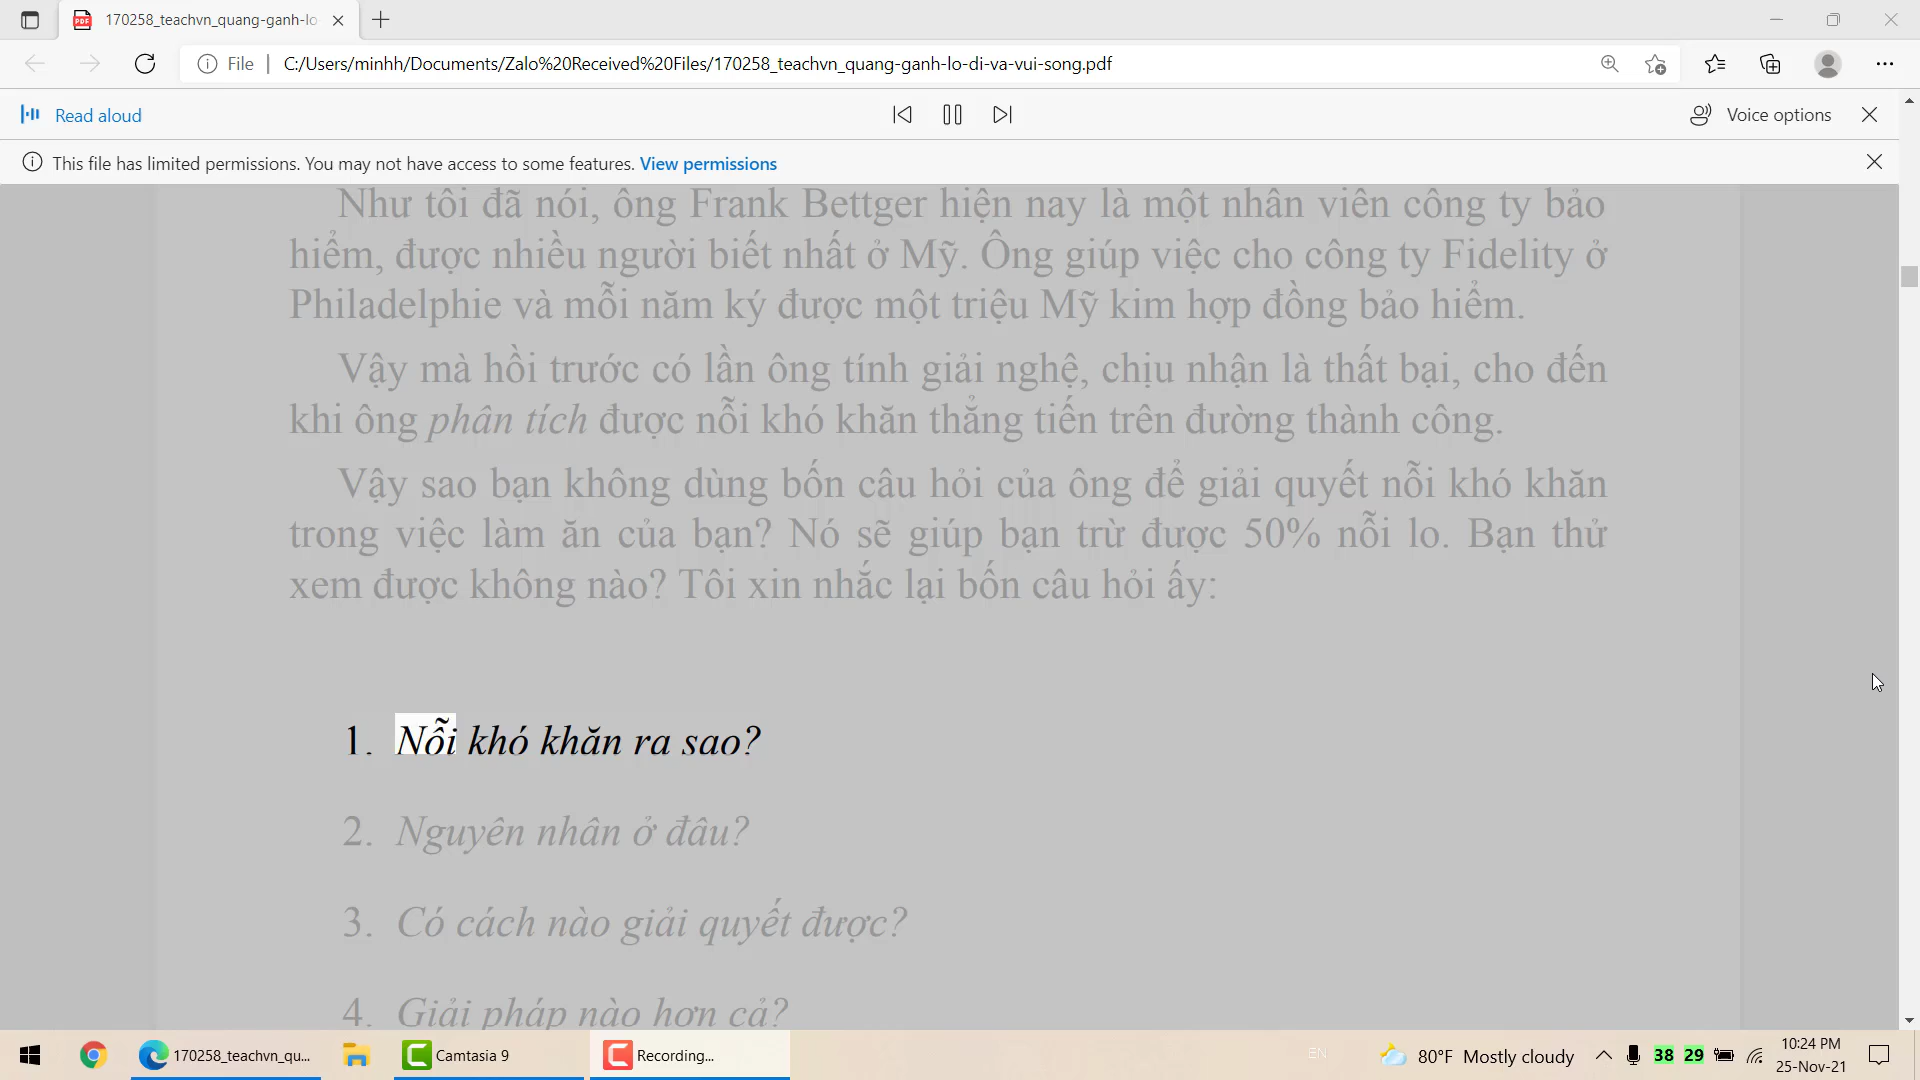 170258_teachvn_quang-ganh-lo
File
C:/Users/minhh/Documents/Zalo%20Received%20Files/170258_teachvn_quang-ganh-lo-di-va-vui-song.pdf
Read aloud
Voice options
This file has limited permissions. You may not have access to some features. View permissions
Như tôi đã nói, ông Frank Bettger hiện nay là một nhân viên công ty bảo
hiểm, được nhiều người biết nhất ở Mỹ. Ông giúp việc cho công ty Fidelity ở
Philadelphie và mỗi năm ký được một triệu Mỹ kim hợp đồng bảo hiểm.
Vậy mà hồi trước có lần ông tính giải nghệ, chịu nhận là thất bại, cho đến
khi ông phân tích được nỗi khó khăn thẳng tiến trên đường thành công.
Vậy sao bạn không dùng bốn câu hỏi của ông để giải quyết nỗi khó khăn
trong việc làm ăn của bạn? Nó sẽ giúp bạn trừ được 50% nỗi lo. Bạn thử
xem được không nào? Tôi xin nhắc lại bốn câu hỏi ấy:
1. Nỗi khó khăn ra sao?
2. Nguyên nhân ở đâu?
3. Có cách nào giải quyết được?
4. Giải pháp nào hơn cả?
170258_teachvn_qu...
Camtasia 9
Recording...
EN
80°F Mostly cloudy
38 29
10:24 PM
25-Nov-21